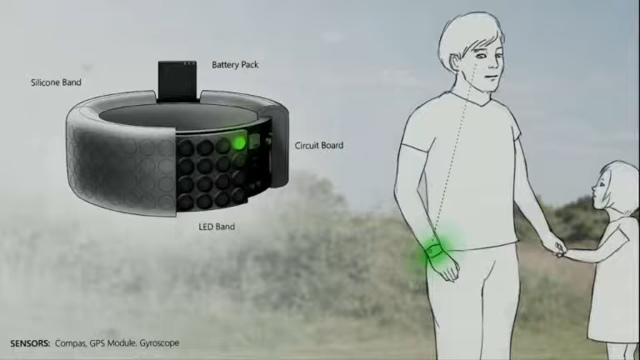 Battery Pack
Silicone Band
Circuit Board
LED Band
SENSORS: Compas, GPS Module, Gyroscope